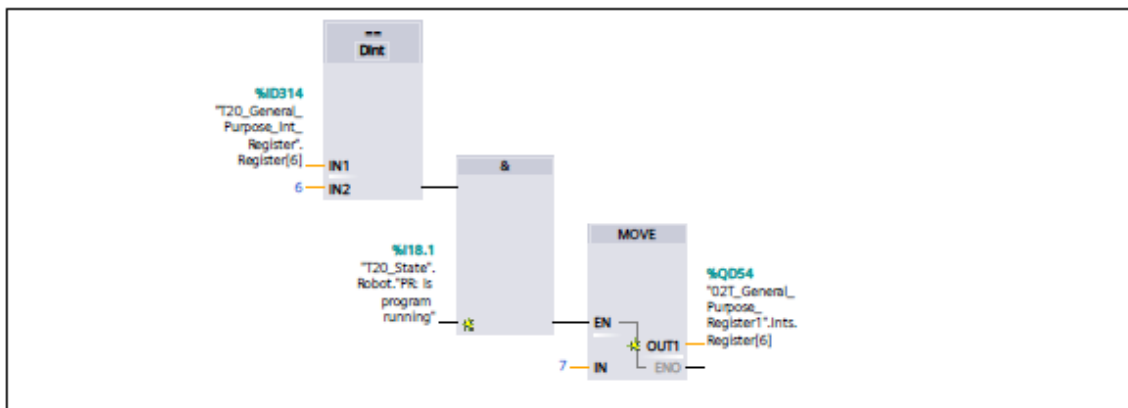 ==
DInt
%ID314
"T20_General_
Purpose_Int_
Register".
Register[6]
IN1
6
IN2
&
%I18.1
"T20_State".
Robot."PR: Is
program
running"
MOVE
EN
7
IN
OUT1
ENO
%QD54
"02T_General_
Purpose_
Register1".Ints.
Register[6]